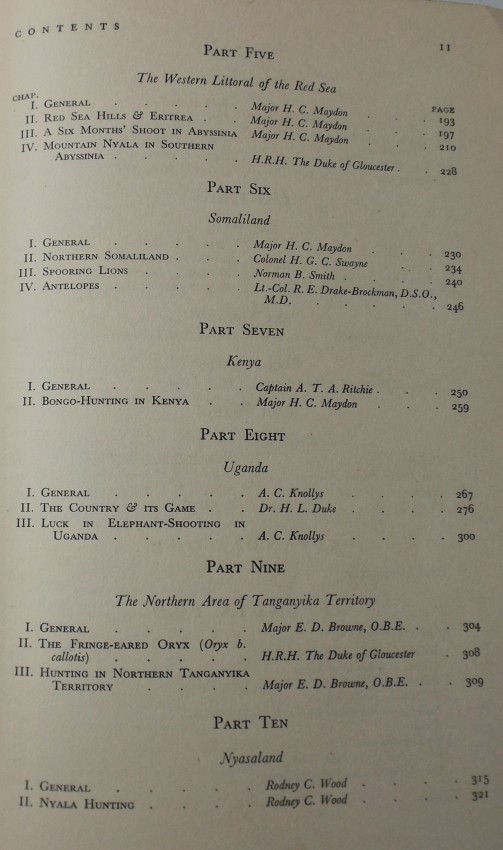 CONTENTS 11
PART FIVE
The Western Littoral of the Red Sea
CHAP. PAGE
I. GENERAL . . . . . Major H. C. Maydon . . . 193
II. RED SEA HILLS & ERITREA . . Major H. C. Maydon . . . 197
III. A SIX MONTHS' SHOOT IN ABYSSINIA Major H. C. Maydon . . . 210
IV. MOUNTAIN NYALA IN SOUTHERN
ABYSSINIA . . . . . H.R.H. The Duke of Gloucester . . 228
PART SIX
Somaliland
I. GENERAL . . . . . Major H. C. Maydon . . . 230
II. NORTHERN SOMALILAND . . . Colonel H. G. C. Swayne . . 234
III. SPOORING LIONS . . . . Norman B. Smith . . . 240
IV. ANTELOPES . . . . . Lt.-Col. R. E. Drake-Brockman, D.S.O.,
M.D. . . . . . 246
PART SEVEN
Kenya
I. GENERAL . . . . . Captain A. T. A. Ritchie . . . 250
II. BONGO-HUNTING IN KENYA . . Major H. C. Maydon . . . 259
PART EIGHT
Uganda
I. GENERAL . . . . . A. C. Knollys . . . . 267
II. THE COUNTRY & ITS GAME . . Dr. H. L. Duke . . . . 276
III. LUCK IN ELEPHANT-SHOOTING IN
UGANDA . . . . . A. C. Knollys . . . . 300
PART NINE
The Northern Area of Tanganyika Territory
I. GENERAL . . . . . Major E. D. Browne, O.B.E. . . 304
II. THE FRINGE-EARED ORYX (Oryx b.
callotis) . . . . . H.R.H. The Duke of Gloucester . 308
III. HUNTING IN NORTHERN TANGANYIKA
TERRITORY . . . . Major E. D. Browne, O.B.E. . . 309
PART TEN
Nyasaland
I. GENERAL . . . . . Rodney C. Wood . . . . 315
II. NYALA HUNTING . . . . Rodney C. Wood . . . . 321